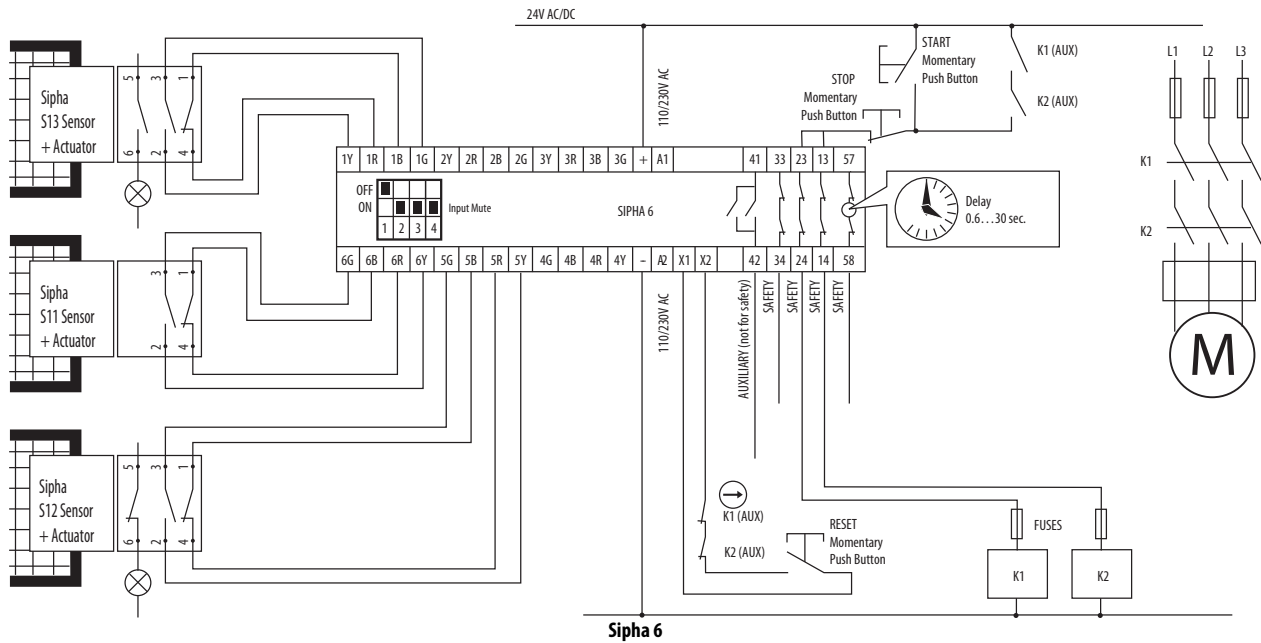 24V AC/DC
START
Momentary
Push Button
K1 (AUX)
K2 (AUX)
STOP
Momentary
Push Button
110/230V AC
L1 L2 L3
K1
K2
M
5 3 1
6 2 4
Sipha
S13 Sensor
+ Actuator
1Y 1R 1B 1G 2Y 2R 2B 2G 3Y 3R 3B 3G + A1 41 33 23 13 57
OFF
ON
1 2 3 4
Input Mute
SIPHA 6
Delay
0.6…30 sec.
6G 6B 6R 6Y 5G 5B 5R 5Y 4G 4B 4R 4Y – A2 X1 X2 42 34 24 14 58
3 1
2 4
Sipha
S11 Sensor
+ Actuator
110/230V AC
AUXILIARY (not for safety)
SAFETY
SAFETY
SAFETY
SAFETY
5 3 1
6 2 4
Sipha
S12 Sensor
+ Actuator
K1 (AUX)
K2 (AUX)
RESET
Momentary
Push Button
FUSES
K1
K2
Sipha 6